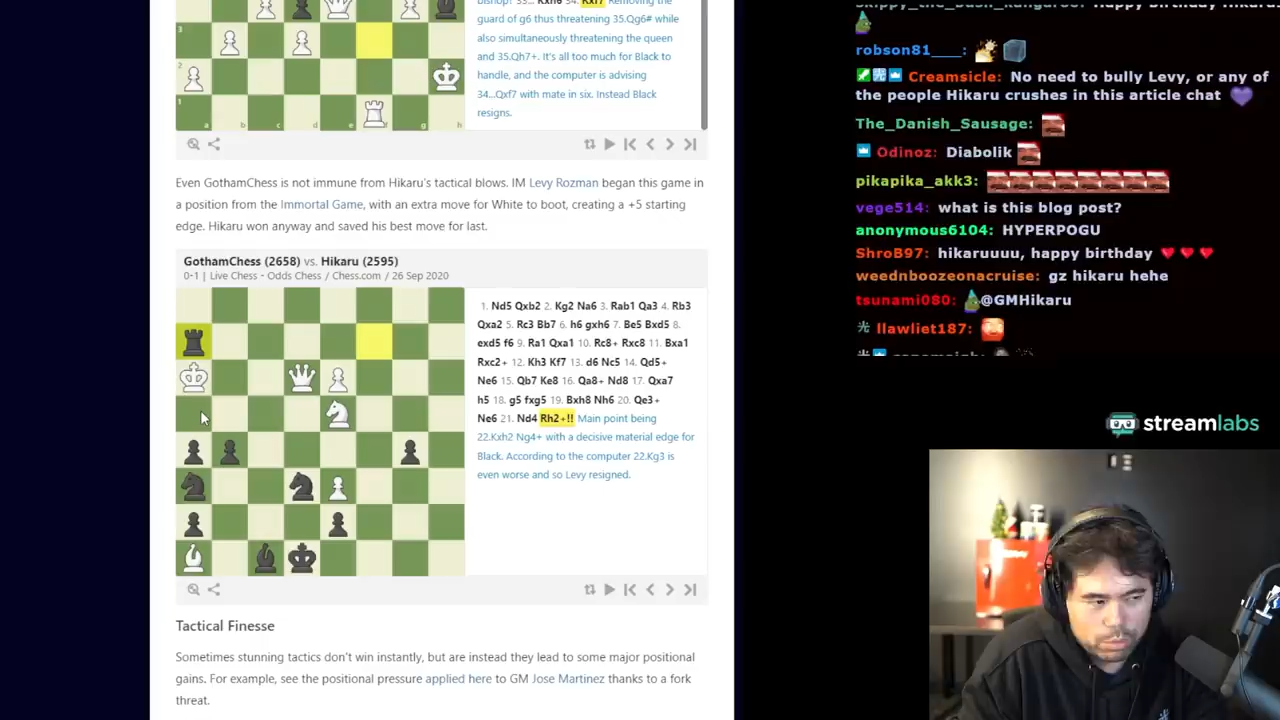 guard of g6 thus threatening 35.Qg6# while
also simultaneously threatening the queen
and 35.Qh7+. It's all too much for Black to
handle, and the computer is advising
34...Qxf7 with mate in six. Instead Black
resigns.
3
2
1
a b c d e f g h
Even GothamChess is not immune from Hikaru's tactical blows. IM Levy Rozman began this game in
a position from the Immortal Game, with an extra move for White to boot, creating a +5 starting
edge. Hikaru won anyway and saved his best move for last.
GothamChess (2658) vs. Hikaru (2595)
0-1 | Live Chess - Odds Chess / Chess.com / 26 Sep 2020
1. Nd5 Qxb2 2. Kg2 Na6 3. Rab1 Qa3 4. Rb3
Qxa2 5. Rc3 Bb7 6. h6 gxh6 7. Be5 Bxd5 8.
exd5 f6 9. Ra1 Qxa1 10. Rc8+ Rxc8 11. Bxa1
Rxc2+ 12. Kh3 Kf7 13. d6 Nc5 14. Qd5+
Ne6 15. Qb7 Ke8 16. Qa8+ Nd8 17. Qxa7
h5 18. g5 fxg5 19. Bxh8 Nh6 20. Qe3+
Ne6 21. Nd4 Rh2+!! Main point being
22.Kxh2 Ng4+ with a decisive material edge for
Black. According to the computer 22.Kg3 is
even worse and so Levy resigned.
Tactical Finesse
Sometimes stunning tactics don't win instantly, but are instead they lead to some major positional
gains. For example, see the positional pressure applied here to GM Jose Martinez thanks to a fork
threat.
robson81___:
Creamsicle: No need to bully Levy, or any of
the people Hikaru crushes in this article chat
The_Danish_Sausage:
Odinoz: Diabolik
pikapika_akk3:
vege514: what is this blog post?
anonymous6104: HYPERPOGU
ShroB97: hikaruuuu, happy birthday
weednboozeonacruise: gz hikaru hehe
tsunami080: @GMHikaru
llawliet187:
streamlabs